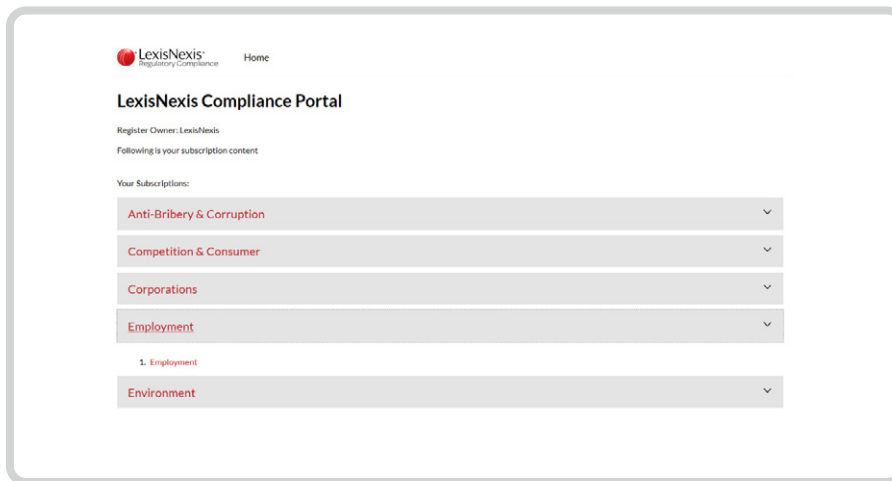 LexisNexis®
Regulatory Compliance
Home
LexisNexis Compliance Portal
Register Owner: LexisNexis
Following is your subscription content
Your Subscriptions:
Anti-Bribery & Corruption
Competition & Consumer
Corporations
Employment
1. Employment
Environment